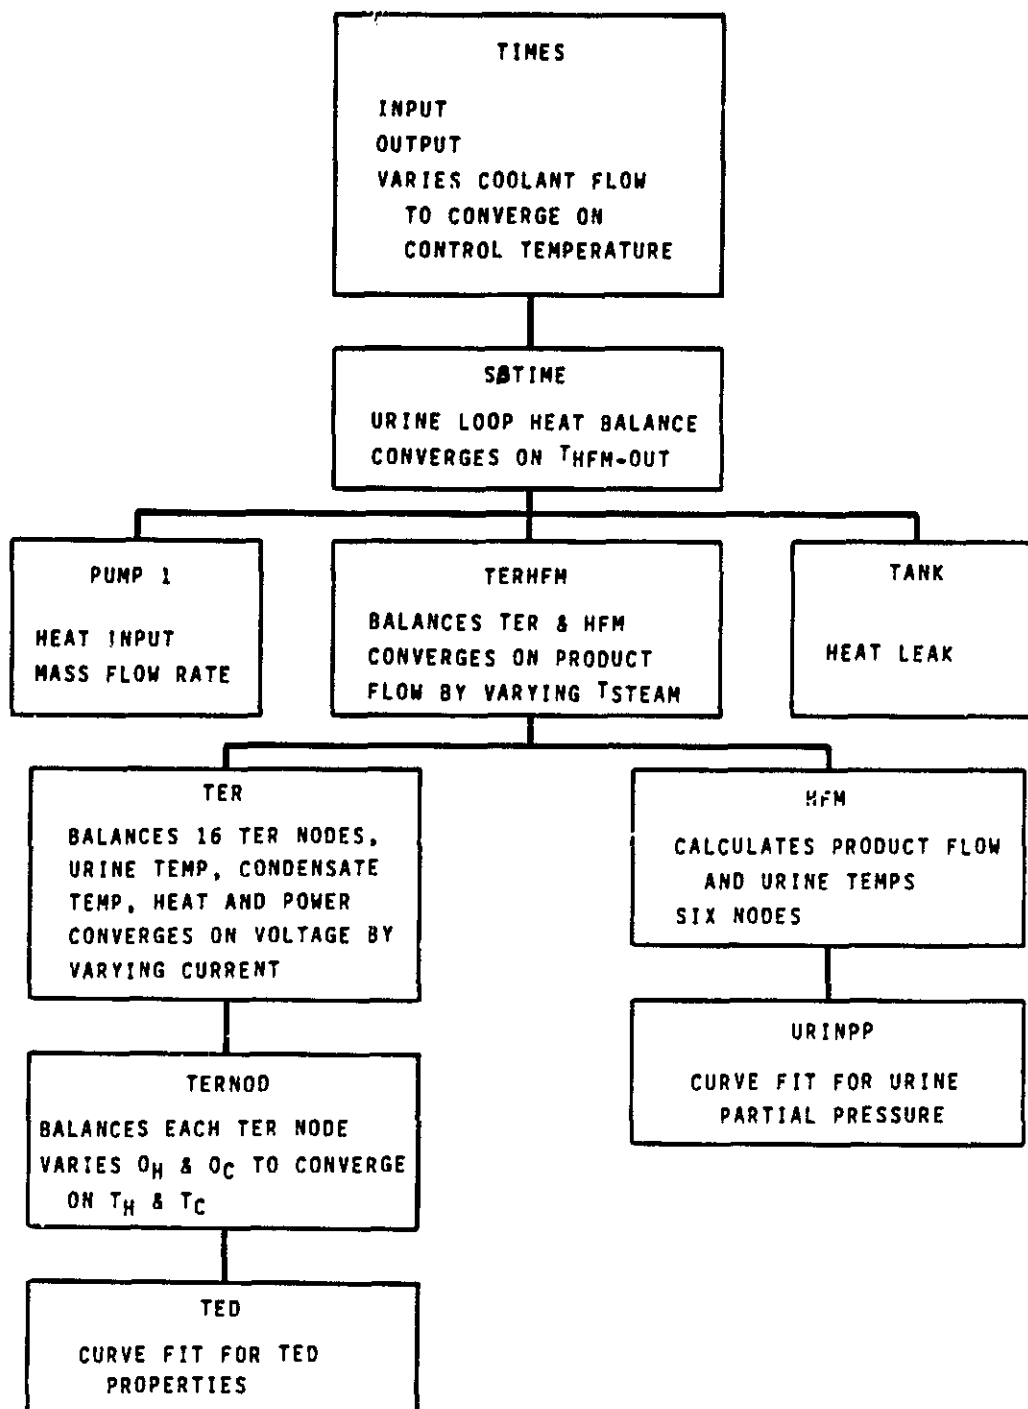 TIMES
INPUT
OUTPUT
VARIES COOLANT FLOW
TO CONVERGE ON
CONTROL TEMPERATURE
SBTIME
URINE LOOP HEAT BALANCE
CONVERGES ON THFM-OUT
PUMP 1
HEAT INPUT
MASS FLOW RATE
TERHFM
BALANCES TER & HFM
CONVERGES ON PRODUCT
FLOW BY VARYING TSTEAM
TANK
HEAT LEAK
TER
BALANCES 16 TER NODES,
URINE TEMP, CONDENSATE
TEMP, HEAT AND POWER
CONVERGES ON VOLTAGE BY
VARYING CURRENT
HFM
CALCULATES PRODUCT FLOW
AND URINE TEMPS
SIX NODES
TERNOD
BALANCES EACH TER NODE
VARIES OH & OC TO CONVERGE
ON TH & TC
URINPP
CURVE FIT FOR URINE
PARTIAL PRESSURE
TED
CURVE FIT FOR TED
PROPERTIES